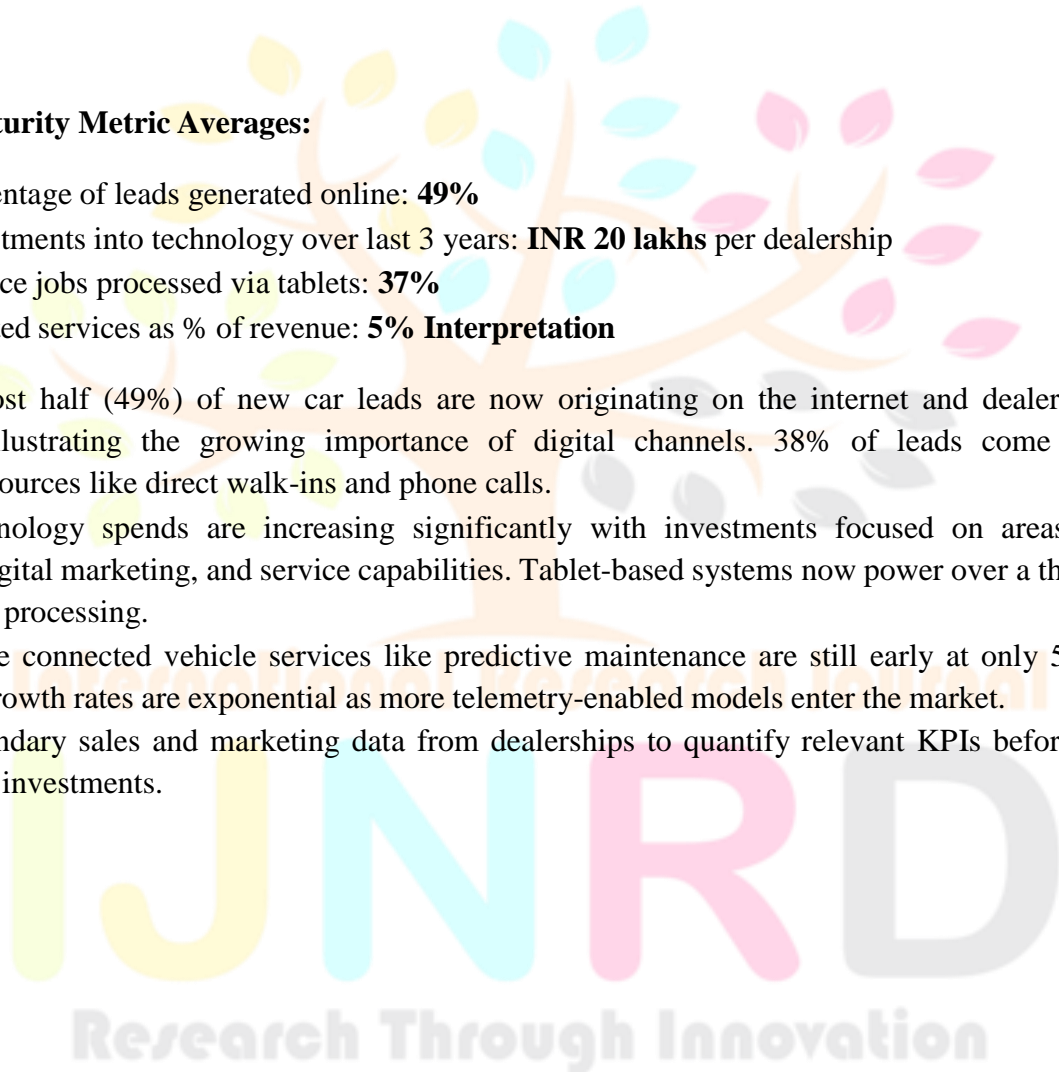 turity Metric Averages:
entage of leads generated online: 49%
tments into technology over last 3 years: INR 20 lakhs per dealership
ce jobs processed via tablets: 37%
ed services as % of revenue: 5% Interpretation
ost half (49%) of new car leads are now originating on the internet and dealer
llustrating the growing importance of digital channels. 38% of leads come
ources like direct walk-ins and phone calls.
nology spends are increasing significantly with investments focused on areas
gital marketing, and service capabilities. Tablet-based systems now power over a th
processing.
e connected vehicle services like predictive maintenance are still early at only 5
rowth rates are exponential as more telemetry-enabled models enter the market.
International Research Journal
ndary sales and marketing data from dealerships to quantify relevant KPIs befor
investments.
IJNRD
Research Through Innovation